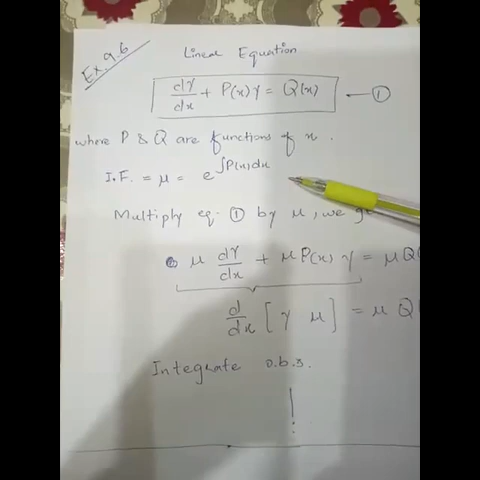 Ex. 9.6
Linear Equation
dy/dx + P(x) y = Q(x) — ①
where P & Q are functions of x.
I.F. = μ = e^∫P(x)dx
Multiply eq. ① by μ, we
μ dy/dx + μ P(x) y = μ Q(
d/dx [ y μ ] = μ Q
Integrate o.b.s.